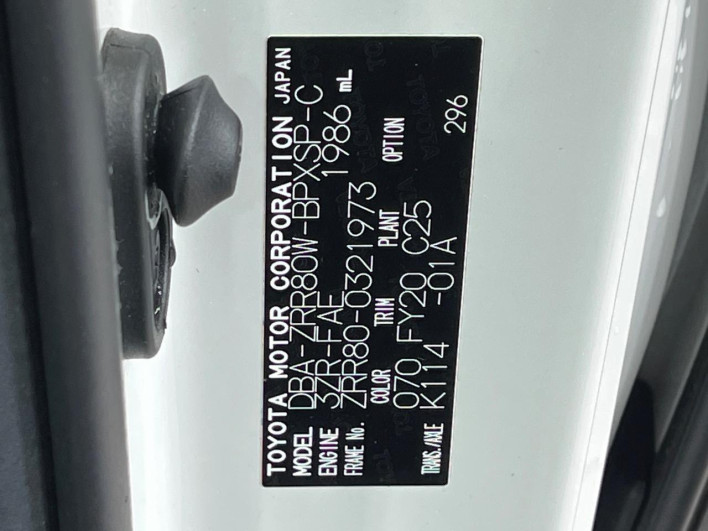 TOYOTA MOTOR CORPORATION JAPAN
MODEL DBA-ZRR80W-BPXSP-C
ENGINE 3ZR-FAE 1986 mL
FRAME No. ZRR80-0321973
COLOR TRIM PLANT OPTION
070 FY20 C25
TRANS./AXLE K114 -01A 296